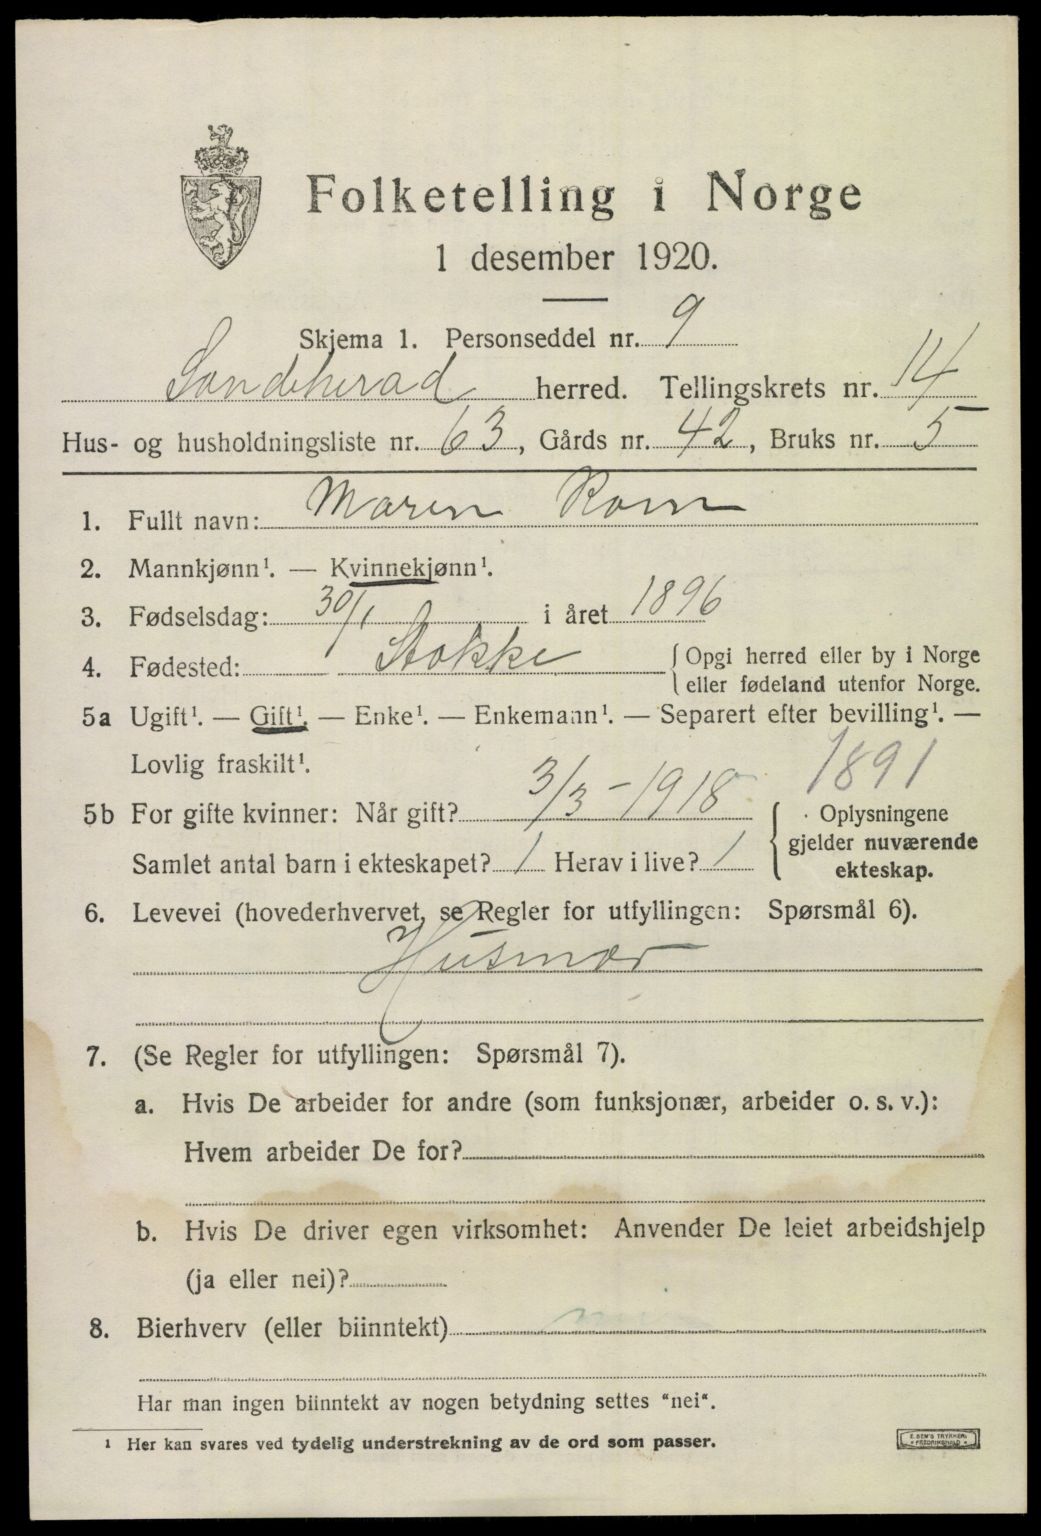 Folketelling i Norge
1 desember 1920.
Skjema 1. Personseddel nr. 9
Sandeherad herred. Tellingskrets nr. 14
Hus- og husholdningsliste nr. 63, Gårds nr. 42, Bruks nr. 5
1. Fullt navn: Maren Rom
2. Mannkjønn¹. — Kvinnekjønn¹.
3. Fødselsdag: 30/1 i året 1896
4. Fødested: Stokke { Opgi herred eller by i Norge
eller fødeland utenfor Norge.
5a Ugift¹. — Gift¹. — Enke¹. — Enkemann¹. — Separert efter bevilling¹. —
Lovlig fraskilt¹. 1891
5b For gifte kvinner: Når gift? 3/3 - 1918 { Oplysningene
gjelder nuværende
Samlet antal barn i ekteskapet? 1 Herav i live? 1
ekteskap.
6. Levevei (hovederhvervet, se Regler for utfyllingen: Spørsmål 6).
Husmor
7. (Se Regler for utfyllingen: Spørsmål 7).
a. Hvis De arbeider for andre (som funksjonær, arbeider o. s. v.):
Hvem arbeider De for?
b. Hvis De driver egen virksomhet: Anvender De leiet arbeidshjelp
(ja eller nei)?
8. Bierhverv (eller biinntekt)
Har man ingen biinntekt av nogen betydning settes "nei".
¹ Her kan svares ved tydelig understrekning av de ord som passer.
E. SEM'S TRYKKERI
FREDRIKSHALD